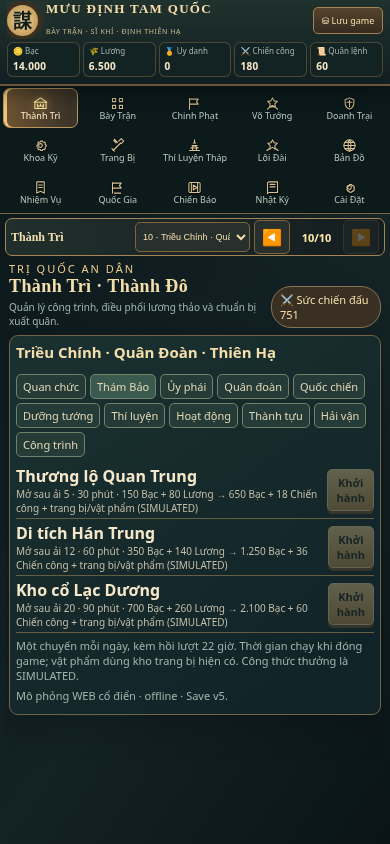 謀
MƯU ĐỊNH TAM QUỐC
BÀY TRẬN · SĨ KHÍ · ĐỊNH THIÊN HẠ
Lưu game
Bạc
14.000
Lương
6.500
Uy danh
0
Chiến công
180
Quân lệnh
60
Thành Trì
Bày Trận
Chinh Phạt
Võ Tướng
Doanh Trại
Khoa Kỹ
Trang Bị
Thí Luyện Tháp
Lôi Đài
Bản Đồ
Nhiệm Vụ
Quốc Gia
Chiến Báo
Nhật Ký
Cài Đặt
Thành Trì
10 · Triều Chính · Quâ
10/10
TRỊ QUỐC AN DÂN
Thành Trì · Thành Đô
Quản lý công trình, điều phối lương thảo và chuẩn bị
xuất quân.
⚔️ Sức chiến đấu
751
Triều Chính · Quân Đoàn · Thiên Hạ
Quan chức
Thám Bảo
Ủy phái
Quân đoàn
Quốc chiến
Dưỡng tướng
Thí luyện
Hoạt động
Thành tựu
Hải vận
Công trình
Thương lộ Quan Trung
Mở sau ải 5 · 30 phút · 150 Bạc + 80 Lương → 650 Bạc + 18 Chiến
công + trang bị/vật phẩm (SIMULATED)
Khởi
hành
Di tích Hán Trung
Mở sau ải 12 · 60 phút · 350 Bạc + 140 Lương → 1.250 Bạc + 36
Chiến công + trang bị/vật phẩm (SIMULATED)
Khởi
hành
Kho cổ Lạc Dương
Mở sau ải 20 · 90 phút · 700 Bạc + 260 Lương → 2.100 Bạc + 60
Chiến công + trang bị/vật phẩm (SIMULATED)
Khởi
hành
Một chuyến mỗi ngày, kèm hồi lượt 22 giờ. Thời gian chạy khi đóng
game; vật phẩm dùng kho trang bị hiện có. Công thức thưởng là
SIMULATED.
Mô phỏng WEB cổ điển · offline · Save v5.